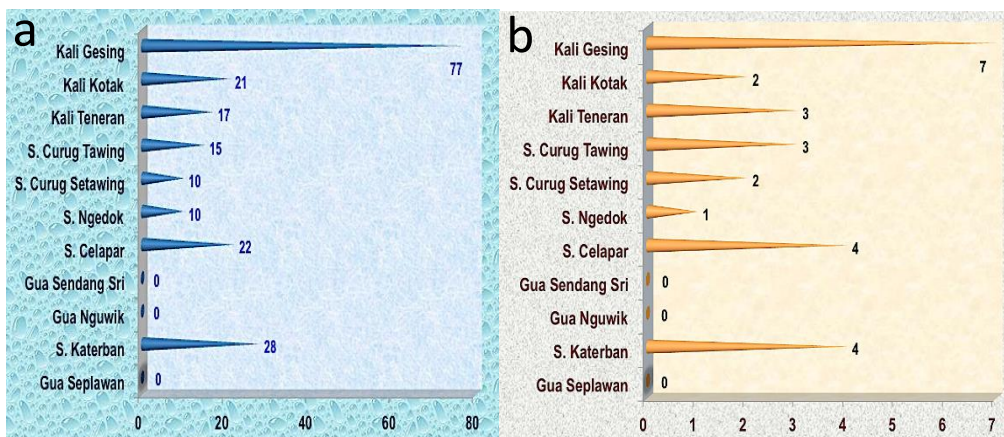 a
Kali Gesing 77
Kali Kotak 21
Kali Teneran 17
S. Curug Tawing 15
S. Curug Setawing 10
S. Ngedok 10
S. Celapar 22
Gua Sendang Sri 0
Gua Nguwik 0
S. Katerban 28
Gua Seplawan 0
0 20 40 60 80
b
Kali Gesing 7
Kali Kotak 2
Kali Teneran 3
S. Curug Tawing 3
S. Curug Setawing 2
S. Ngedok 1
S. Celapar 4
Gua Sendang Sri 0
Gua Nguwik 0
S. Katerban 4
Gua Seplawan 0
0 1 2 3 4 5 6 7